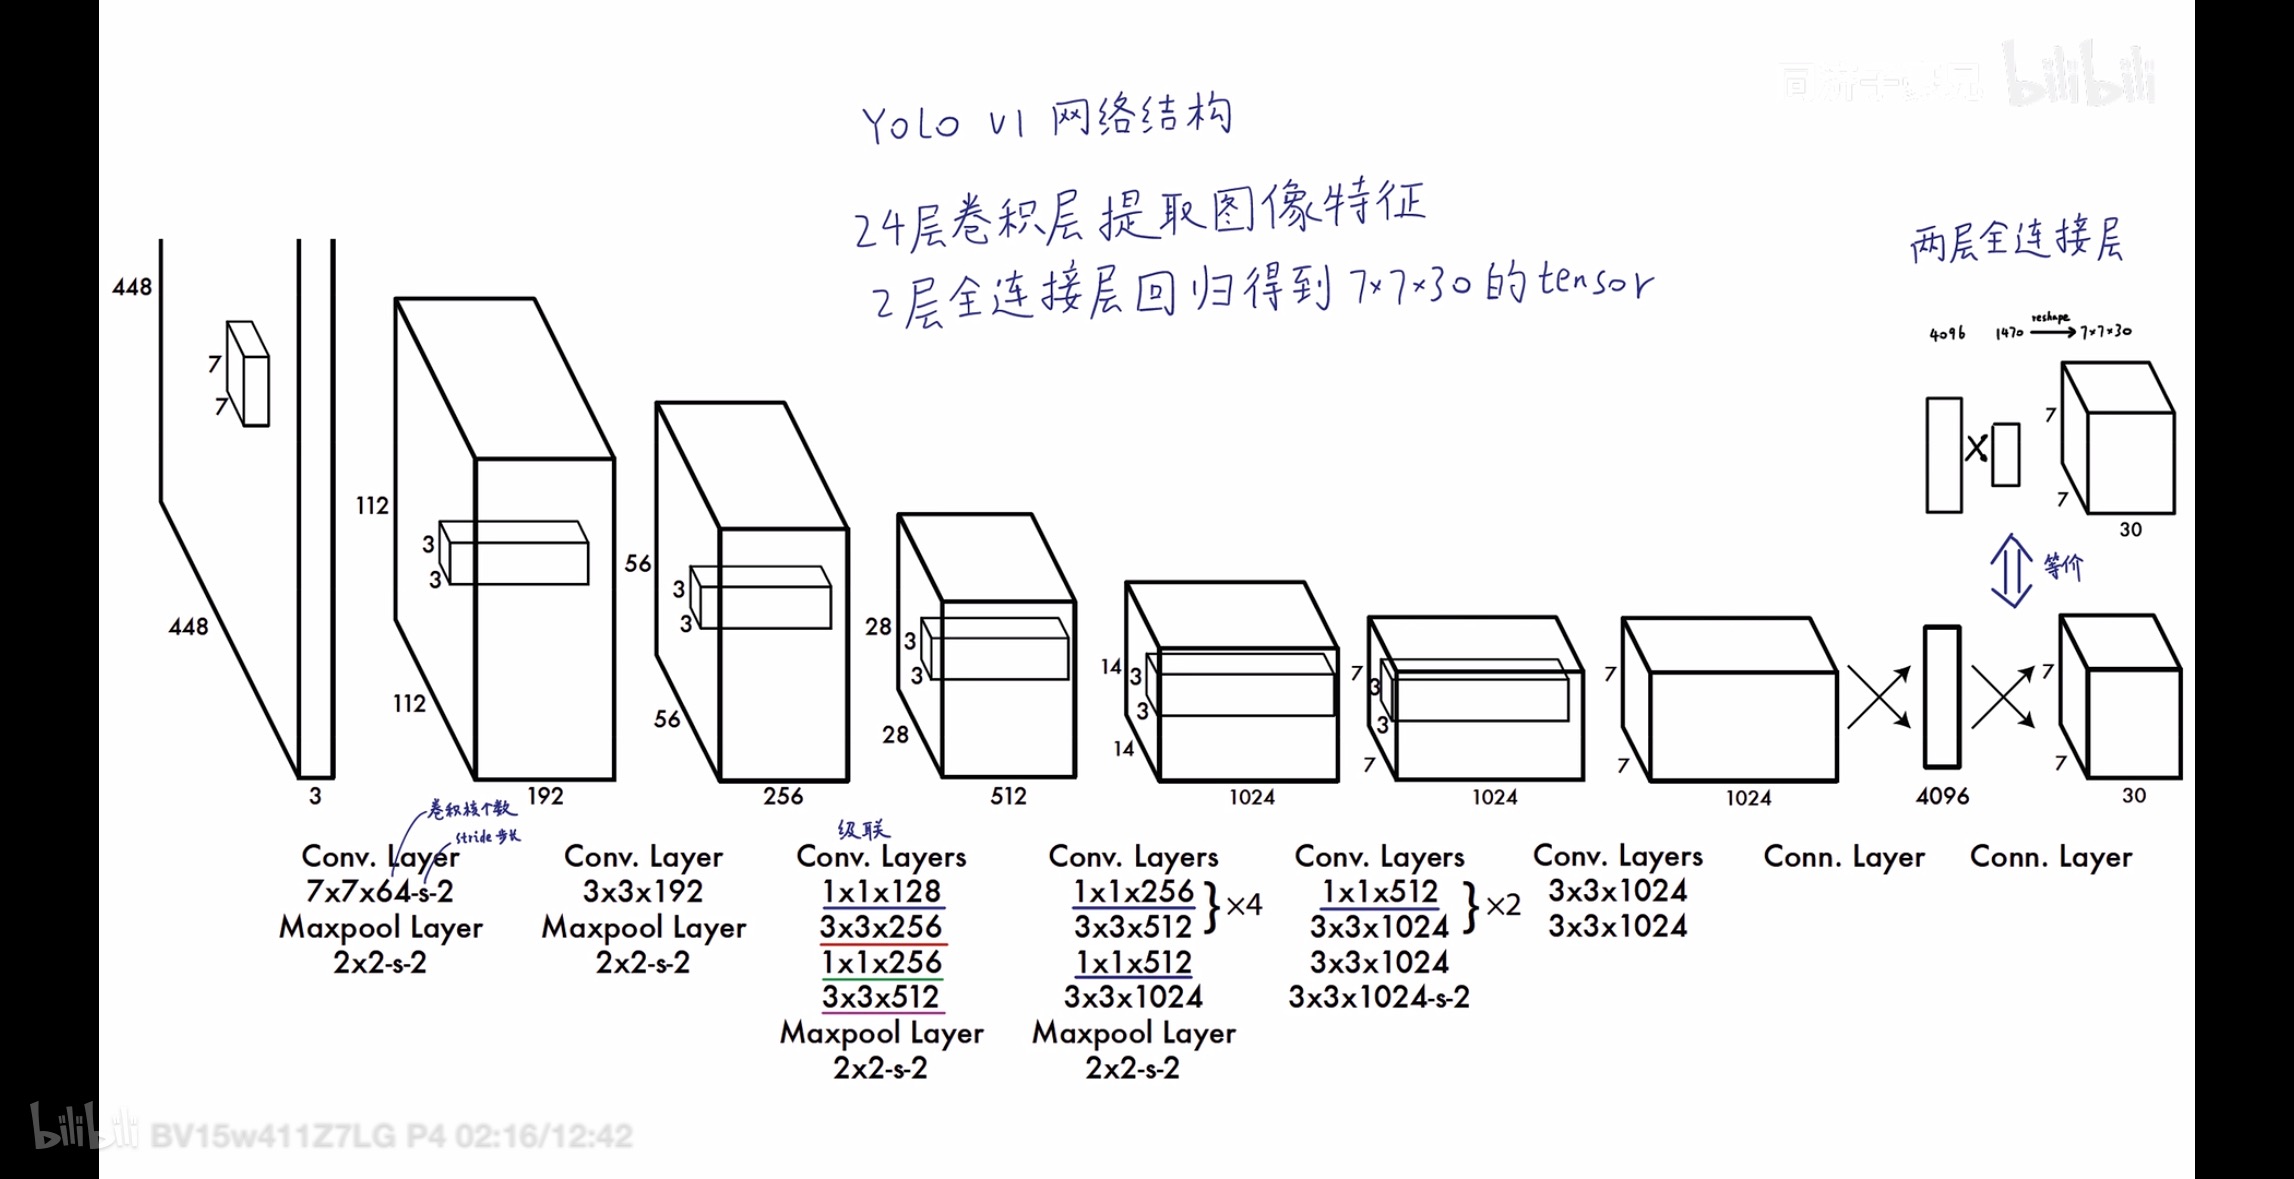 bilibili
YOLO V1 网络结构
24层卷积层提取图像特征
2层全连接层回归得到 7×7×30 的tensor
两层全连接层
4096 1470 reshape 7×7×30
7
7
30
等价
448
448
7
7
3
112
112
3
3
192
56
56
3
3
256
28
28
3
3
512
14
14
3
3
1024
7
7
3
3
1024
7
7
1024
4096
7
7
30
卷积核个数
stride 步长
Conv. Layer
7x7x64-s-2
Maxpool Layer
2x2-s-2
Conv. Layer
3x3x192
Maxpool Layer
2x2-s-2
级联
Conv. Layers
1x1x128
3x3x256
1x1x256
3x3x512
Maxpool Layer
2x2-s-2
Conv. Layers
1x1x256
3x3x512
}×4
1x1x512
3x3x1024
Maxpool Layer
2x2-s-2
Conv. Layers
1x1x512
3x3x1024
}×2
3x3x1024
3x3x1024-s-2
Conv. Layers
3x3x1024
3x3x1024
Conn. Layer
Conn. Layer
bilibili BV15w411Z7LG P4 02:16/12:42